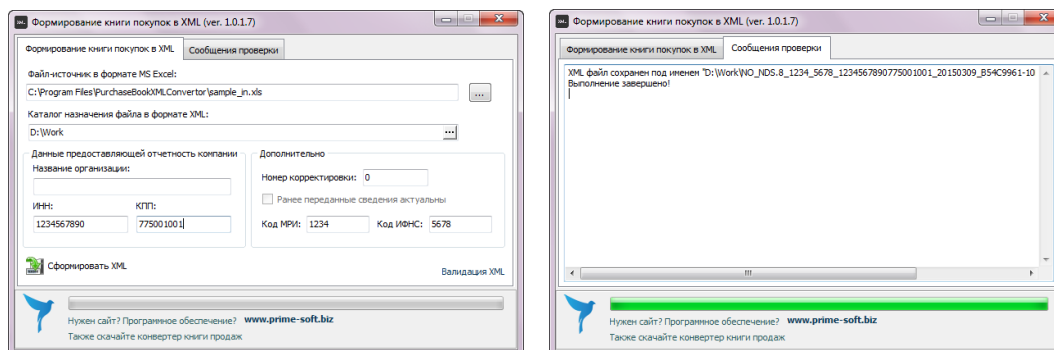 Формирование книги покупок в XML (ver. 1.0.1.7)
Формирование книги покупок в XML
Сообщения проверки
Файл-источник в формате MS Excel:
C:\Program Files\PurchaseBookXMLConvertor\sample_in.xls
...
Каталог назначения файла в формате XML:
D:\Work
...
Данные предоставляющей отчетность компании
Название организации:
ИНН:
КПП:
1234567890
775001001
Дополнительно
Номер корректировки:
0
Ранее переданные сведения актуальны
Код МРИ:
1234
Код ИФНС:
5678
Сформировать XML
Валидация XML
Нужен сайт? Программное обеспечение? www.prime-soft.biz
Также скачайте конвертер книги продаж
Формирование книги покупок в XML (ver. 1.0.1.7)
Формирование книги покупок в XML
Сообщения проверки
XML файл сохранен под именем "D:\Work\NO_NDS.8_1234_5678_1234567890775001001_20150309_B54C9961-10
Выполнение завершено!
Нужен сайт? Программное обеспечение? www.prime-soft.biz
Также скачайте конвертер книги продаж